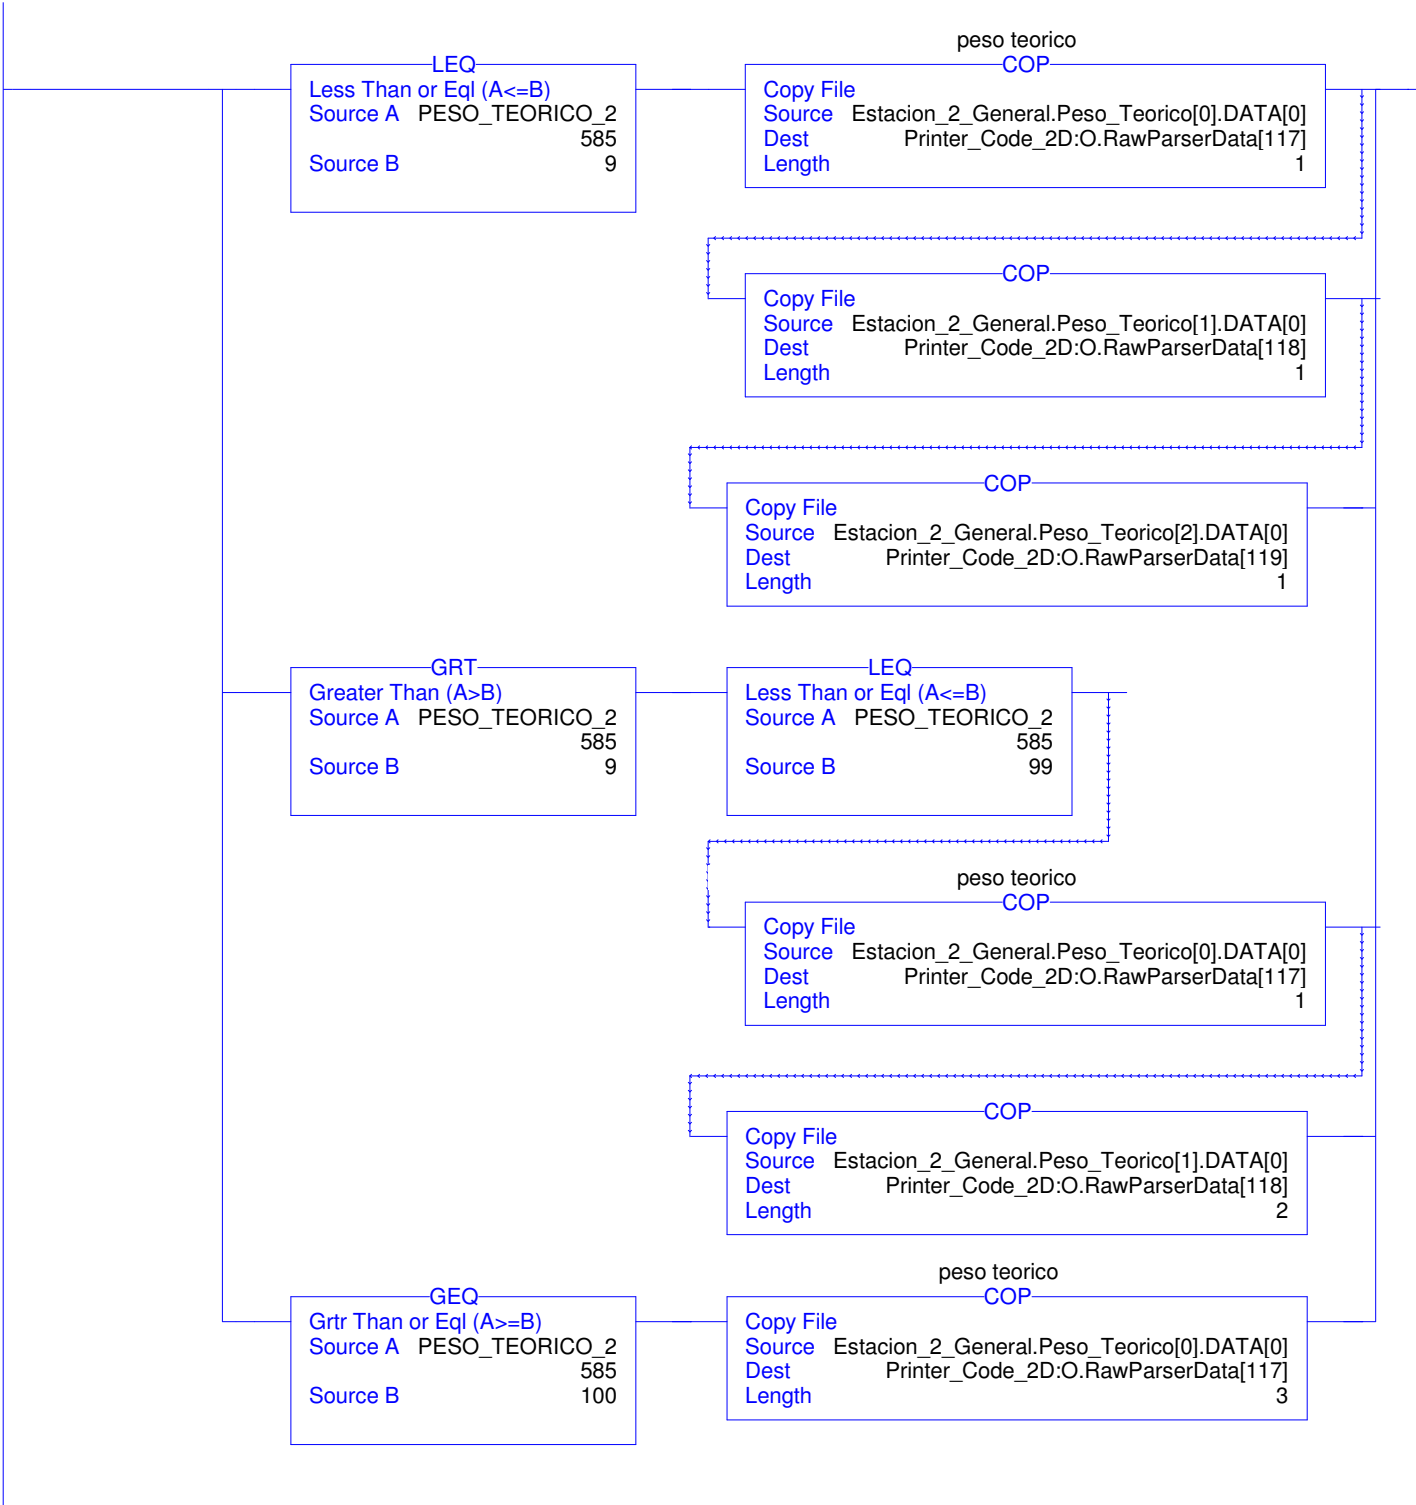 peso teorico
LEQ
Less Than or Eql (A<=B)
Source A PESO_TEORICO_2
585
Source B 9
COP
Copy File
Source Estacion_2_General.Peso_Teorico[0].DATA[0]
Dest Printer_Code_2D:O.RawParserData[117]
Length 1
COP
Copy File
Source Estacion_2_General.Peso_Teorico[1].DATA[0]
Dest Printer_Code_2D:O.RawParserData[118]
Length 1
COP
Copy File
Source Estacion_2_General.Peso_Teorico[2].DATA[0]
Dest Printer_Code_2D:O.RawParserData[119]
Length 1
GRT
Greater Than (A>B)
Source A PESO_TEORICO_2
585
Source B 9
LEQ
Less Than or Eql (A<=B)
Source A PESO_TEORICO_2
585
Source B 99
peso teorico
COP
Copy File
Source Estacion_2_General.Peso_Teorico[0].DATA[0]
Dest Printer_Code_2D:O.RawParserData[117]
Length 1
COP
Copy File
Source Estacion_2_General.Peso_Teorico[1].DATA[0]
Dest Printer_Code_2D:O.RawParserData[118]
Length 2
GEQ
Grtr Than or Eql (A>=B)
Source A PESO_TEORICO_2
585
Source B 100
peso teorico
COP
Copy File
Source Estacion_2_General.Peso_Teorico[0].DATA[0]
Dest Printer_Code_2D:O.RawParserData[117]
Length 3